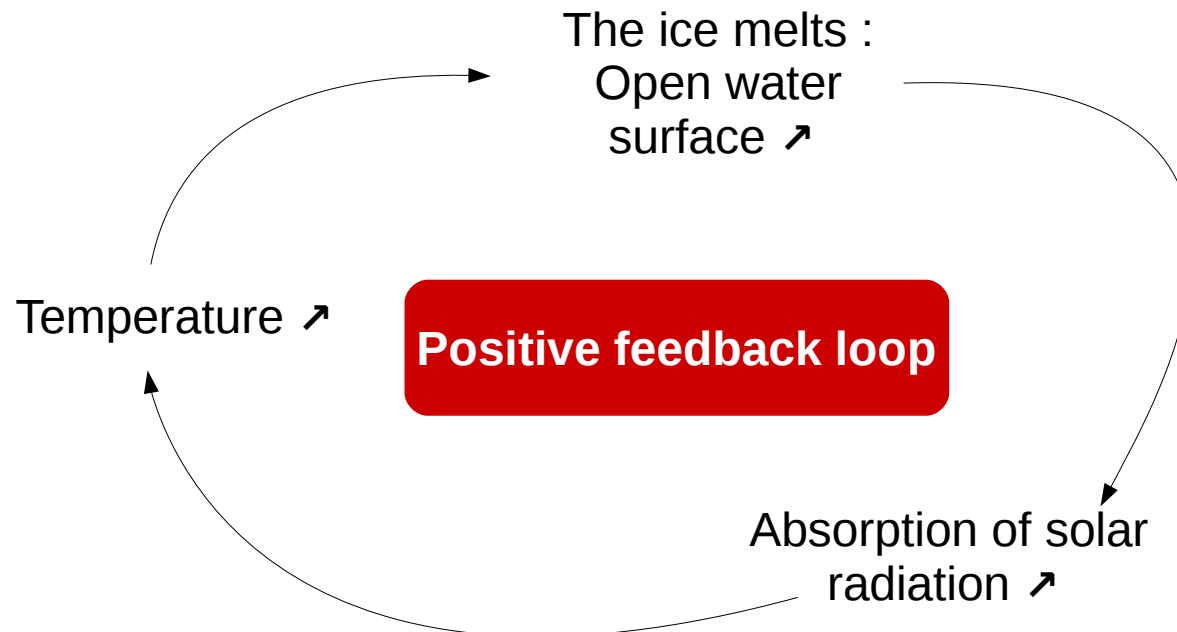 The ice melts :
Open water
surface ↗
Temperature ↗
Positive feedback loop
Absorption of solar
radiation ↗